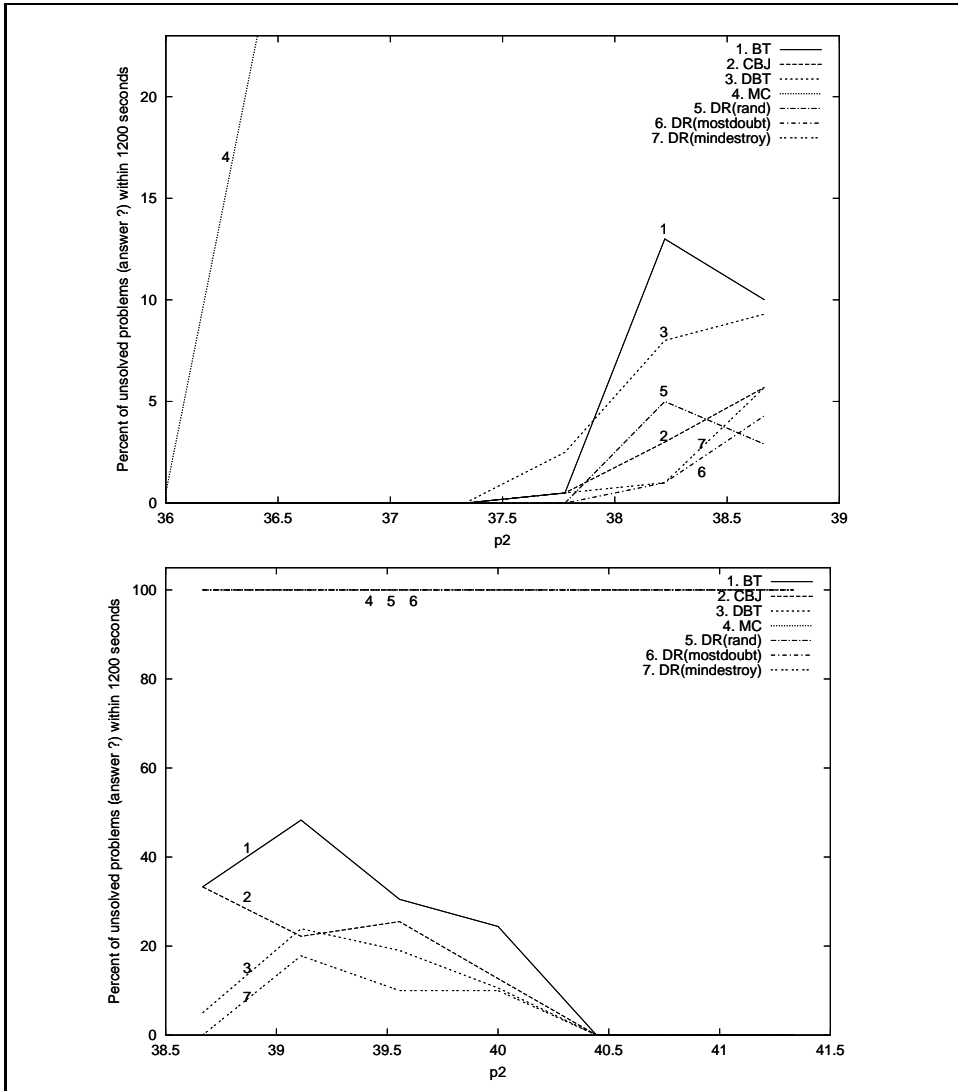 Percent of unsolved problems (answer ?) within 1200 seconds
20
15
10
5
0
36
36.5
37
37.5
38
38.5
39
p2
1. BT
2. CBJ
3. DBT
4. MC
5. DR(rand)
6. DR(mostdoubt)
7. DR(mindestroy)
4
1
3
5
2
7
6
Percent of unsolved problems (answer ?) within 1200 seconds
100
80
60
40
20
0
38.5
39
39.5
40
40.5
41
41.5
p2
1. BT
2. CBJ
3. DBT
4. MC
5. DR(rand)
6. DR(mostdoubt)
7. DR(mindestroy)
4 5 6
1
2
3
7